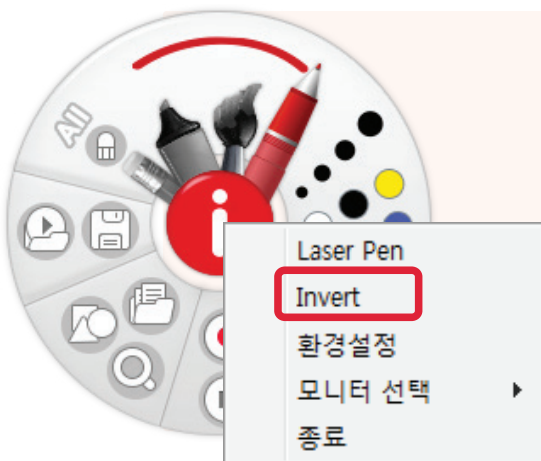 All
i
Laser Pen
Invert
환경설정
모니터 선택
종료